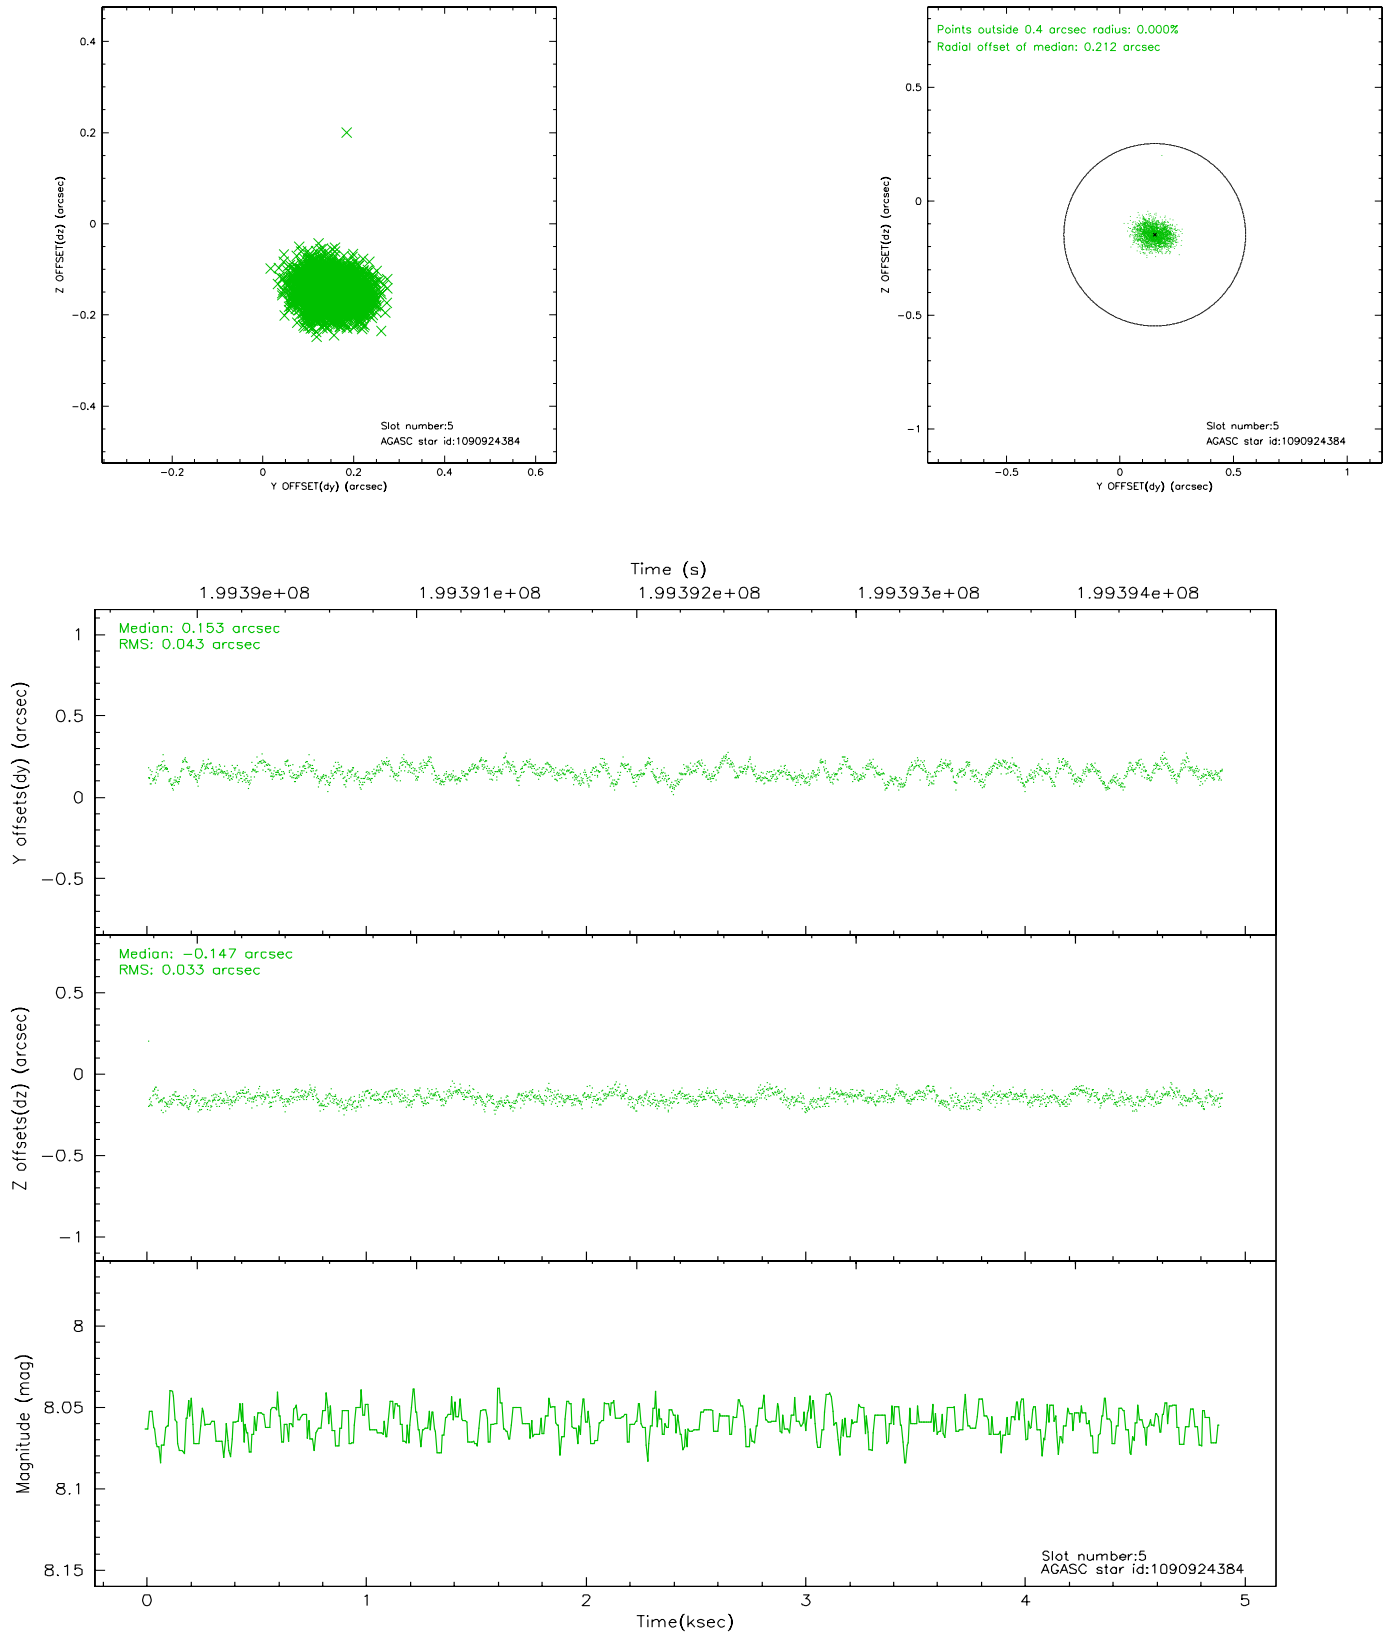 0.4
0.2
0
−0.2
−0.4
Z OFFSET(dz) (arcsec)
Slot number:5
AGASC star id:1090924384
−0.2 0 0.2 0.4 0.6
Y OFFSET(dy) (arcsec)
Points outside 0.4 arcsec radius: 0.000%
Radial offset of median: 0.212 arcsec
0.5
0
−0.5
−1
Z OFFSET(dz) (arcsec)
Slot number:5
AGASC star id:1090924384
−0.5 0 0.5 1
Y OFFSET(dy) (arcsec)
Time (s)
1.9939e+08 1.99391e+08 1.99392e+08 1.99393e+08 1.99394e+08
Median: 0.153 arcsec
RMS: 0.043 arcsec
1
0.5
0
−0.5
Y offsets(dy) (arcsec)
Median: −0.147 arcsec
RMS: 0.033 arcsec
0.5
0
−0.5
−1
Z offsets(dz) (arcsec)
8
8.05
8.1
8.15
Magnitude (mag)
Slot number:5
AGASC star id:1090924384
0 1 2 3 4 5
Time(ksec)